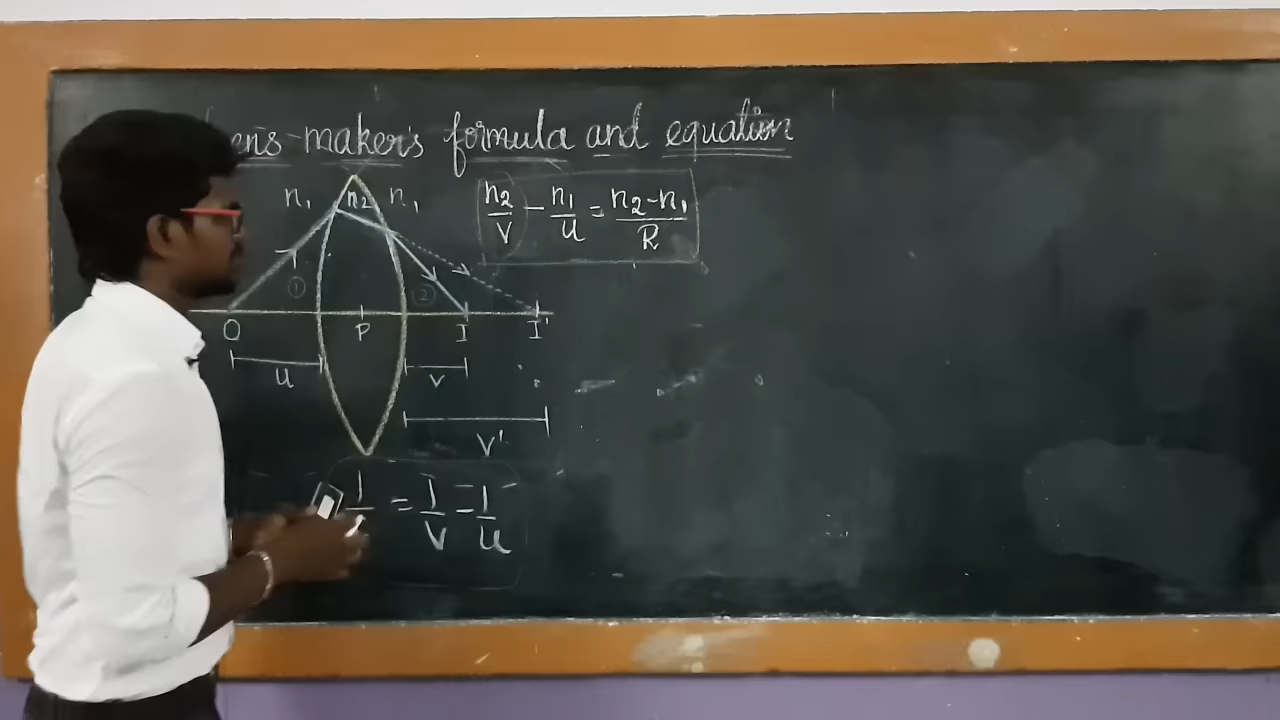 ens-maker's formula and equation
n₁ n₂ n₁
n₂/v - n₁/u = n₂-n₁/R
① ②
O P I I'
u v
v'
1 = 1/v - 1/u